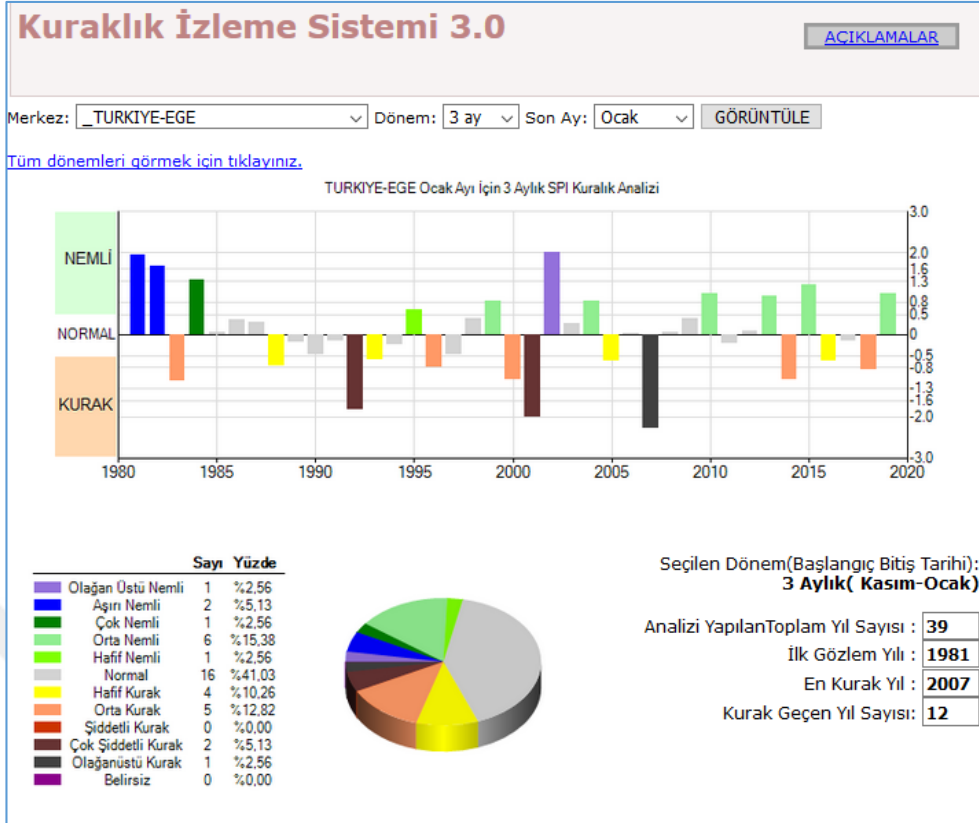 Kuraklık İzleme Sistemi 3.0
AÇIKLAMALAR
Merkez: _TURKIYE-EGE Dönem: 3 ay Son Ay: Ocak GÖRÜNTÜLE
Tüm dönemleri görmek için tıklayınız.
TURKIYE-EGE Ocak Ayı İçin 3 Aylık SPI Kuralık Analizi
NEMLİ
NORMAL
KURAK
3.0
2.0
1.6
1.3
0.8
0.5
0
-0.5
-0.8
-1.3
-1.6
-2.0
-3.0
1980 1985 1990 1995 2000 2005 2010 2015 2020
Sayı Yüzde
Olağan Üstü Nemli 1 %2,56
Aşırı Nemli 2 %5,13
Çok Nemli 1 %2,56
Orta Nemli 6 %15,38
Hafif Nemli 1 %2,56
Normal 16 %41,03
Hafif Kurak 4 %10,26
Orta Kurak 5 %12,82
Şiddetli Kurak 0 %0,00
Çok Şiddetli Kurak 2 %5,13
Olağanüstü Kurak 1 %2,56
Belirsiz 0 %0,00
Seçilen Dönem(Başlangıç Bitiş Tarihi):
3 Aylık( Kasım-Ocak)
Analizi YapılanToplam Yıl Sayısı : 39
İlk Gözlem Yılı : 1981
En Kurak Yıl : 2007
Kurak Geçen Yıl Sayısı: 12